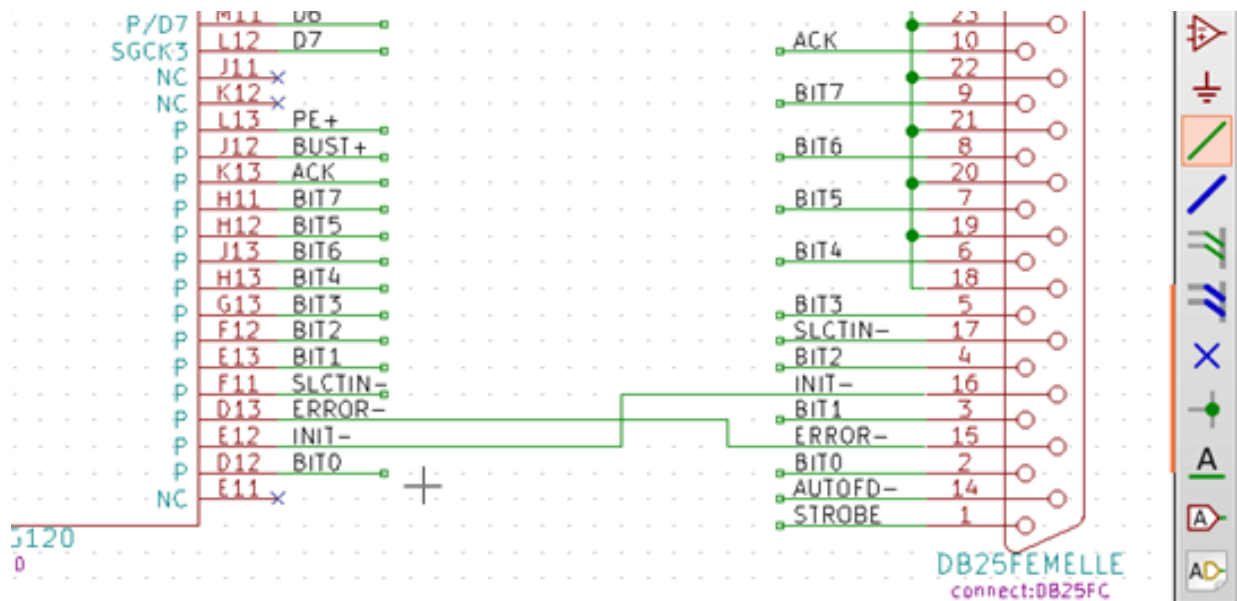 M11 D6
P/D7 L12 D7
SGCK3 J11
NC K12
NC L13 PE+
P J12 BUST+
P K13 ACK
P H11 BIT7
P H12 BIT5
P J13 BIT6
P H13 BIT4
P G13 BIT3
P F12 BIT2
P E13 BIT1
P F11 SLCTIN-
P D13 ERROR-
P E12 INIT-
P D12 BIT0
P E11
NC
G120
D
23
ACK 10
22
BIT7 9
21
BIT6 8
20
BIT5 7
19
BIT4 6
18
BIT3 5
SLCTIN- 17
BIT2 4
INIT- 16
BIT1 3
ERROR- 15
BIT0 2
AUTOFD- 14
STROBE 1
DB25FEMELLE
connect:DB25FC
A
A
AD